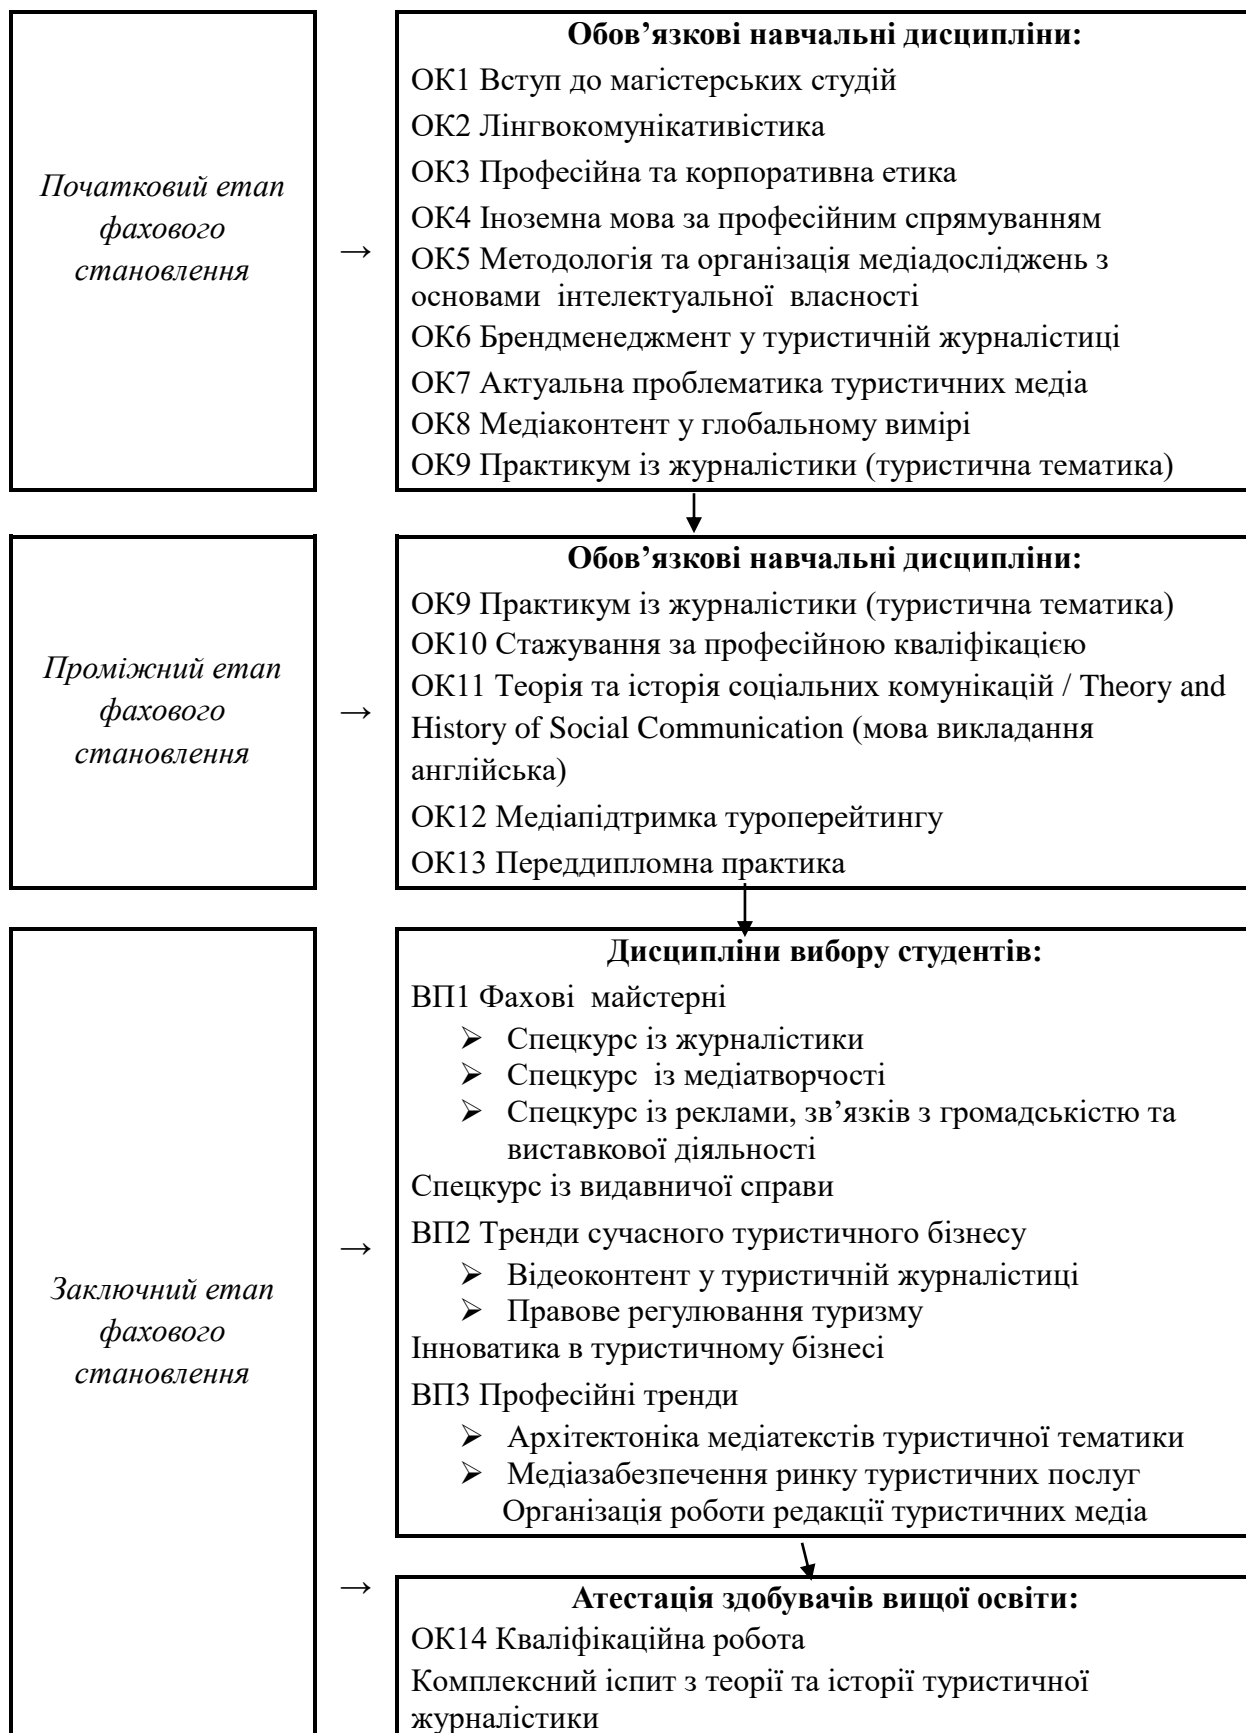 Початковий етап
фахового
становлення
→
Обов’язкові навчальні дисципліни:
ОК1 Вступ до магістерських студій
ОК2 Лінгвокомунікативістика
ОК3 Професійна та корпоративна етика
ОК4 Іноземна мова за професійним спрямуванням
ОК5 Методологія та організація медіадосліджень з
основами інтелектуальної власності
ОК6 Брендменеджмент у туристичній журналістиці
ОК7 Актуальна проблематика туристичних медіа
ОК8 Медіаконтент у глобальному вимірі
ОК9 Практикум із журналістики (туристична тематика)
Проміжний етап
фахового
становлення
→
Обов’язкові навчальні дисципліни:
ОК9 Практикум із журналістики (туристична тематика)
ОК10 Стажування за професійною кваліфікацією
ОК11 Теорія та історія соціальних комунікацій / Theory and
History of Social Communication (мова викладання
англійська)
ОК12 Медіапідтримка туроперейтингу
ОК13 Переддипломна практика
Заключний етап
фахового
становлення
→
Дисципліни вибору студентів:
ВП1 Фахові майстерні
➢ Спецкурс із журналістики
➢ Спецкурс із медіатворчості
➢ Спецкурс із реклами, зв’язків з громадськістю та
виставкової діяльності
Спецкурс із видавничої справи
ВП2 Тренди сучасного туристичного бізнесу
➢ Відеоконтент у туристичній журналістиці
➢ Правове регулювання туризму
Інноватика в туристичному бізнесі
ВП3 Професійні тренди
➢ Архітектоніка медіатекстів туристичної тематики
➢ Медіазабезпечення ринку туристичних послуг
Організація роботи редакції туристичних медіа
→
Атестація здобувачів вищої освіти:
ОК14 Кваліфікаційна робота
Комплексний іспит з теорії та історії туристичної
журналістики